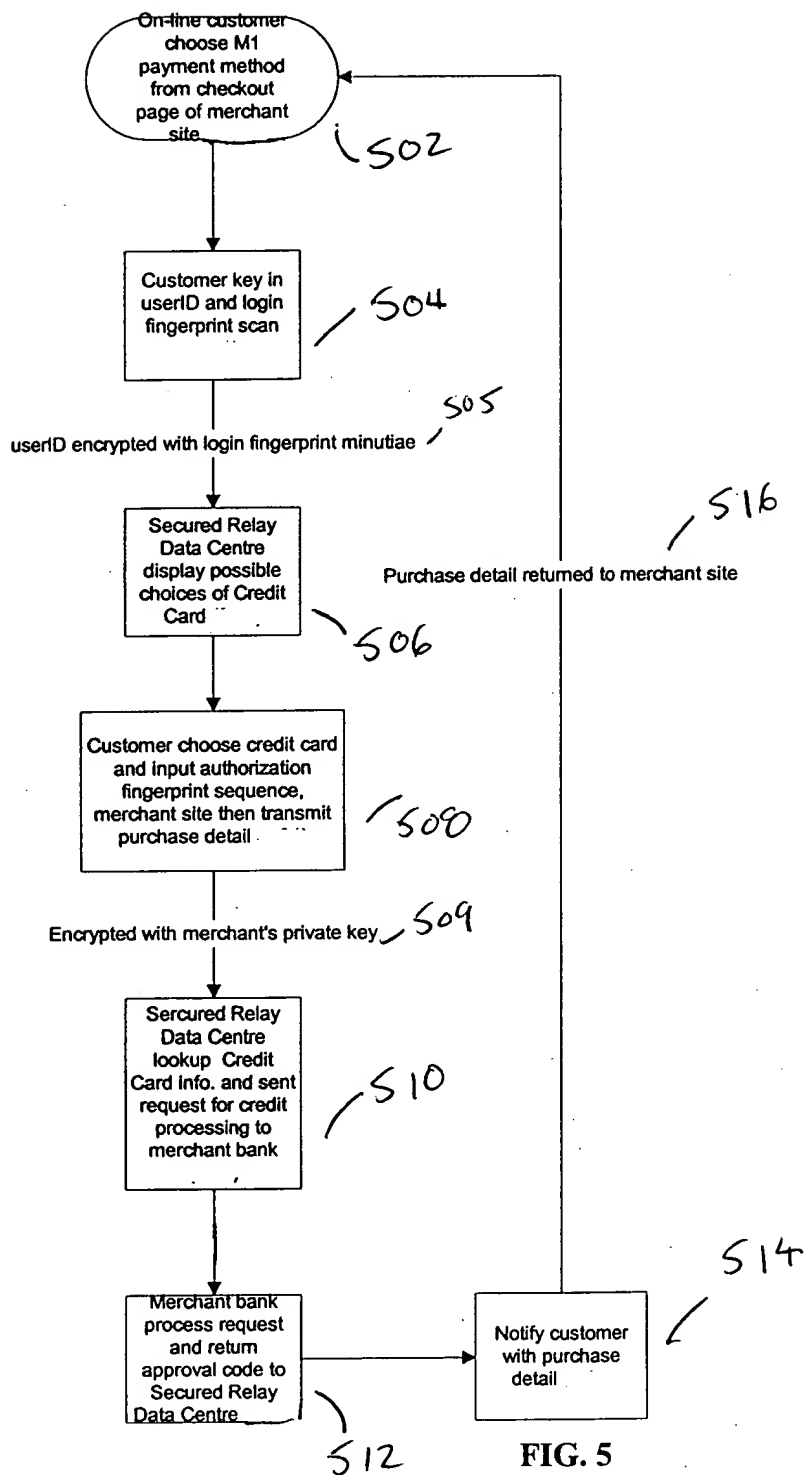 On-line customer
choose M1
payment method
from checkout
page of merchant
site
502
Customer key in
userID and login
fingerprint scan
504
userID encrypted with login fingerprint minutiae
505
Secured Relay
Data Centre
display possible
choices of Credit
Card
506
Purchase detail returned to merchant site
516
Customer choose credit card
and input authorization
fingerprint sequence,
merchant site then transmit
purchase detail
508
Encrypted with merchant's private key
509
Sercured Relay
Data Centre
lookup Credit
Card info. and sent
request for credit
processing to
merchant bank
510
Merchant bank
process request
and return
approval code to
Secured Relay
Data Centre
512
Notify customer
with purchase
detail
514
FIG. 5